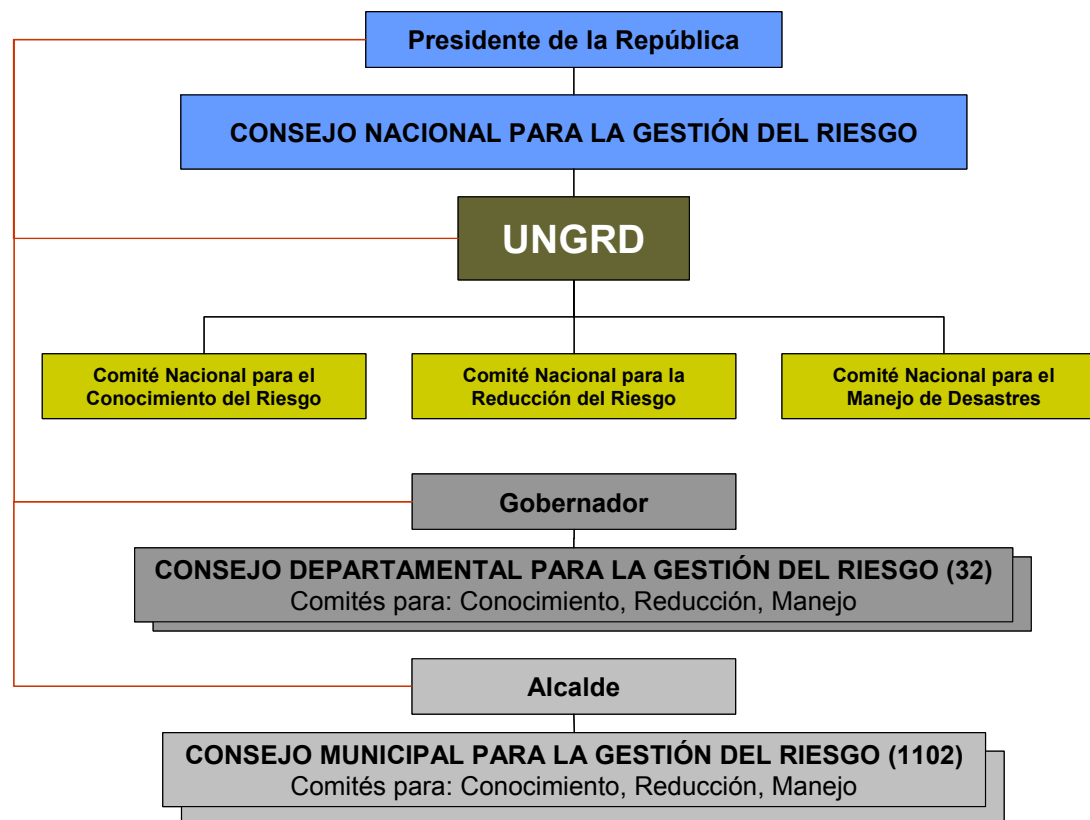 Presidente de la República
CONSEJO NACIONAL PARA LA GESTIÓN DEL RIESGO
UNGRD
Comité Nacional para el
Conocimiento del Riesgo
Comité Nacional para la
Reducción del Riesgo
Comité Nacional para el
Manejo de Desastres
Gobernador
CONSEJO DEPARTAMENTAL PARA LA GESTIÓN DEL RIESGO (32)
Comités para: Conocimiento, Reducción, Manejo
Alcalde
CONSEJO MUNICIPAL PARA LA GESTIÓN DEL RIESGO (1102)
Comités para: Conocimiento, Reducción, Manejo